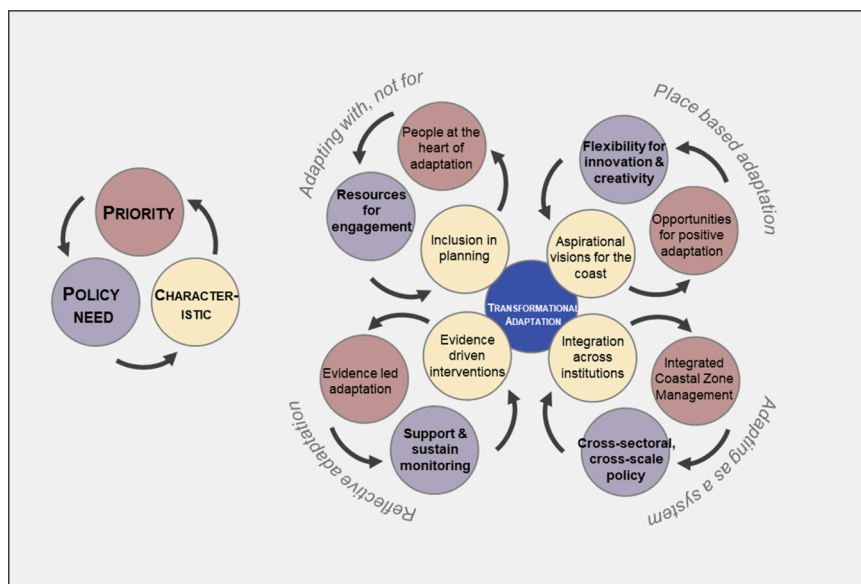 PRIORITY
POLICY
NEED
CHARACTER-
ISTIC
Adapting with, not for
People at the
heart of
adaptation
Resources
for
engagement
Inclusion in
planning
Place based adaptation
Flexibility for
innovation &
creativity
Opportunities
for positive
adaptation
Aspirational
visions for the
coast
TRANSFORMATIONAL
ADAPTATION
Evidence
driven
interventions
Evidence led
adaptation
Support &
sustain
monitoring
Reflective adaptation
Integration
across
institutions
Integrated
Coastal Zone
Management
Cross-sectoral,
cross-scale
policy
Adapting as a system